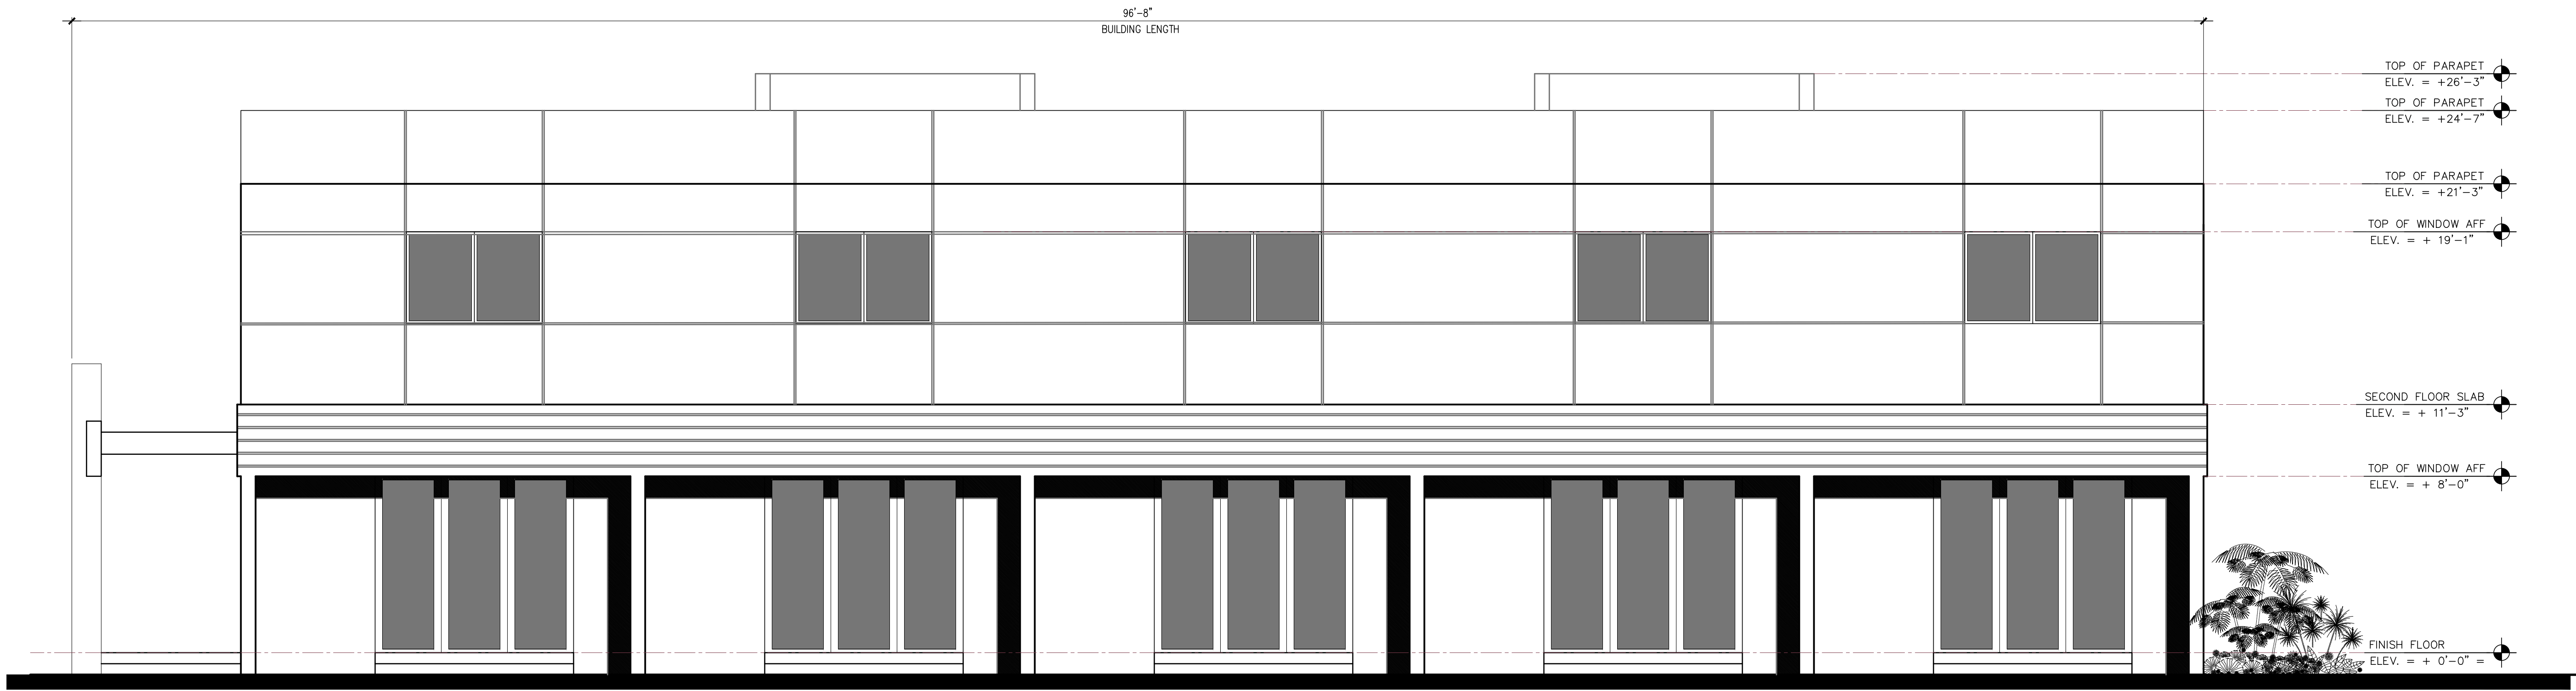 96'-8"
BUILDING LENGTH
TOP OF PARAPET
ELEV. = +26'-3"
TOP OF PARAPET
ELEV. = +24'-7"
TOP OF PARAPET
ELEV. = +21'-3"
TOP OF WINDOW AFF
ELEV. = + 19'-1"
SECOND FLOOR SLAB
ELEV. = + 11'-3"
TOP OF WINDOW AFF
ELEV. = + 8'-0"
FINISH FLOOR
ELEV. = + 0'-0" =